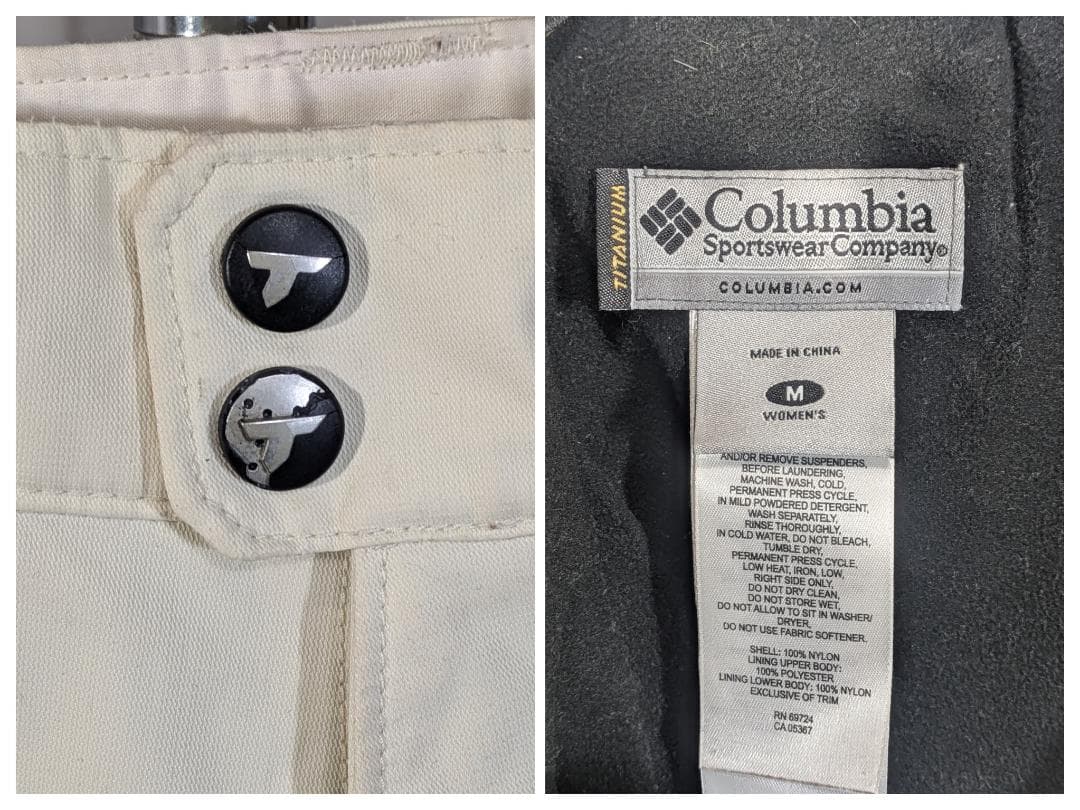 TITANIUM
Columbia
Sportswear Company®
COLUMBIA.COM
MADE IN CHINA
M
WOMEN'S
AND/OR REMOVE SUSPENDERS,
BEFORE LAUNDERING,
MACHINE WASH, COLD,
PERMANENT PRESS CYCLE,
IN MILD POWDERED DETERGENT,
WASH SEPARATELY,
RINSE THOROUGHLY,
IN COLD WATER, DO NOT BLEACH,
TUMBLE DRY,
PERMANENT PRESS CYCLE,
LOW HEAT, IRON, LOW,
RIGHT SIDE ONLY,
DO NOT DRY CLEAN,
DO NOT STORE WET,
DO NOT ALLOW TO SIT IN WASHER/
DRYER,
DO NOT USE FABRIC SOFTENER.
SHELL: 100% NYLON
LINING UPPER BODY:
100% POLYESTER
LINING LOWER BODY: 100% NYLON
EXCLUSIVE OF TRIM
RN 69724
CA 05367